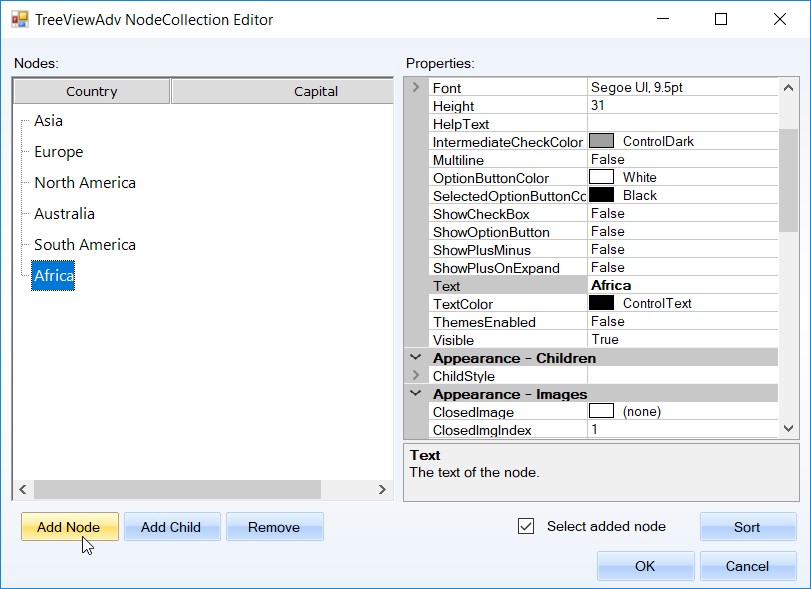 TreeViewAdv NodeCollection Editor
Nodes:
Country Capital
Asia
Europe
North America
Australia
South America
Africa
Properties:
Font Segoe UI, 9.5pt
Height 31
HelpText
IntermediateCheckColor ControlDark
Multiline False
OptionButtonColor White
SelectedOptionButtonCo Black
ShowCheckBox False
ShowOptionButton False
ShowPlusMinus False
ShowPlusOnExpand False
Text Africa
TextColor ControlText
ThemesEnabled False
Visible True
Appearance - Children
ChildStyle
Appearance - Images
ClosedImage (none)
ClosedImgIndex 1
Text
The text of the node.
Add Node Add Child Remove Select added node Sort
OK Cancel